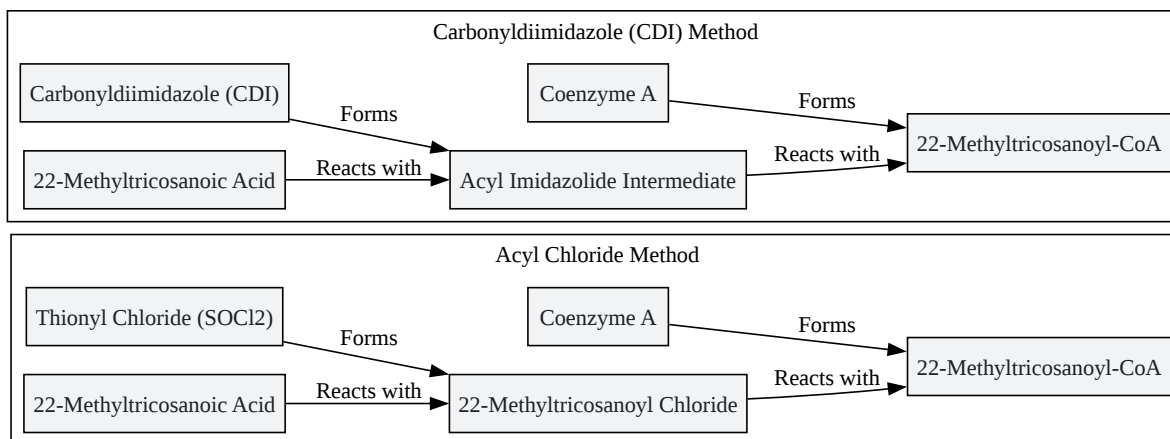 Carbonyldiimidazole (CDI) Method
Carbonyldiimidazole (CDI)
Coenzyme A
Forms
Forms
22-Methyltricosanoyl-CoA
22-Methyltricosanoic Acid
Reacts with
Acyl Imidazolide Intermediate
Reacts with
Acyl Chloride Method
Thionyl Chloride (SOCl2)
Coenzyme A
Forms
Forms
22-Methyltricosanoyl-CoA
22-Methyltricosanoic Acid
Reacts with
22-Methyltricosanoyl Chloride
Reacts with